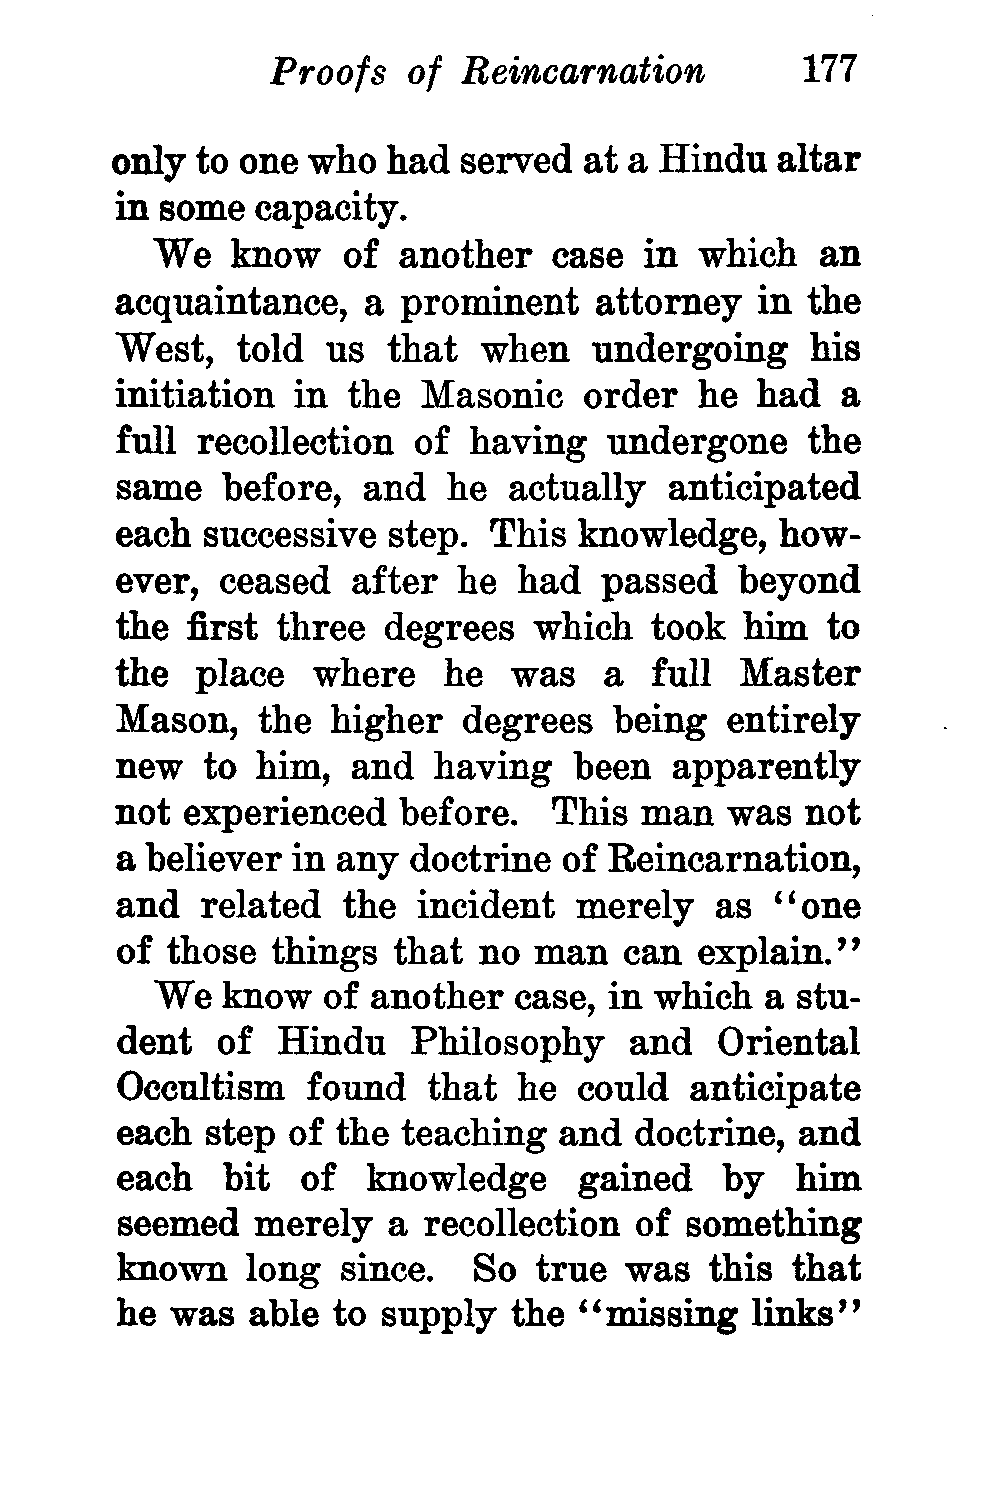 Proofs of Reincarnation 177
only to one who had served at a Hindu altar
in some capacity.
We know of another case in which an
acquaintance, a prominent attorney in the
West, told us that when undergoing his
initiation in the Masonic order he had a
full recollection of having undergone the
same before, and he actually anticipated
each successive step. This knowledge, how-
ever, ceased after he had passed beyond
the first three degrees which took him to
the place where he was a full Master
Mason, the higher degrees being entirely
new to him, and having been apparently
not experienced before. This man was not
a believer in any doctrine of Reincarnation,
and related the incident merely as "one
of those things that no man can explain."
We know of another case, in which a stu-
dent of Hindu Philosophy and Oriental
Occultism found that he could anticipate
each step of the teaching and doctrine, and
each bit of knowledge gained by him
seemed merely a recollection of something
known long since. So true was this that
he was able to supply the "missing links"